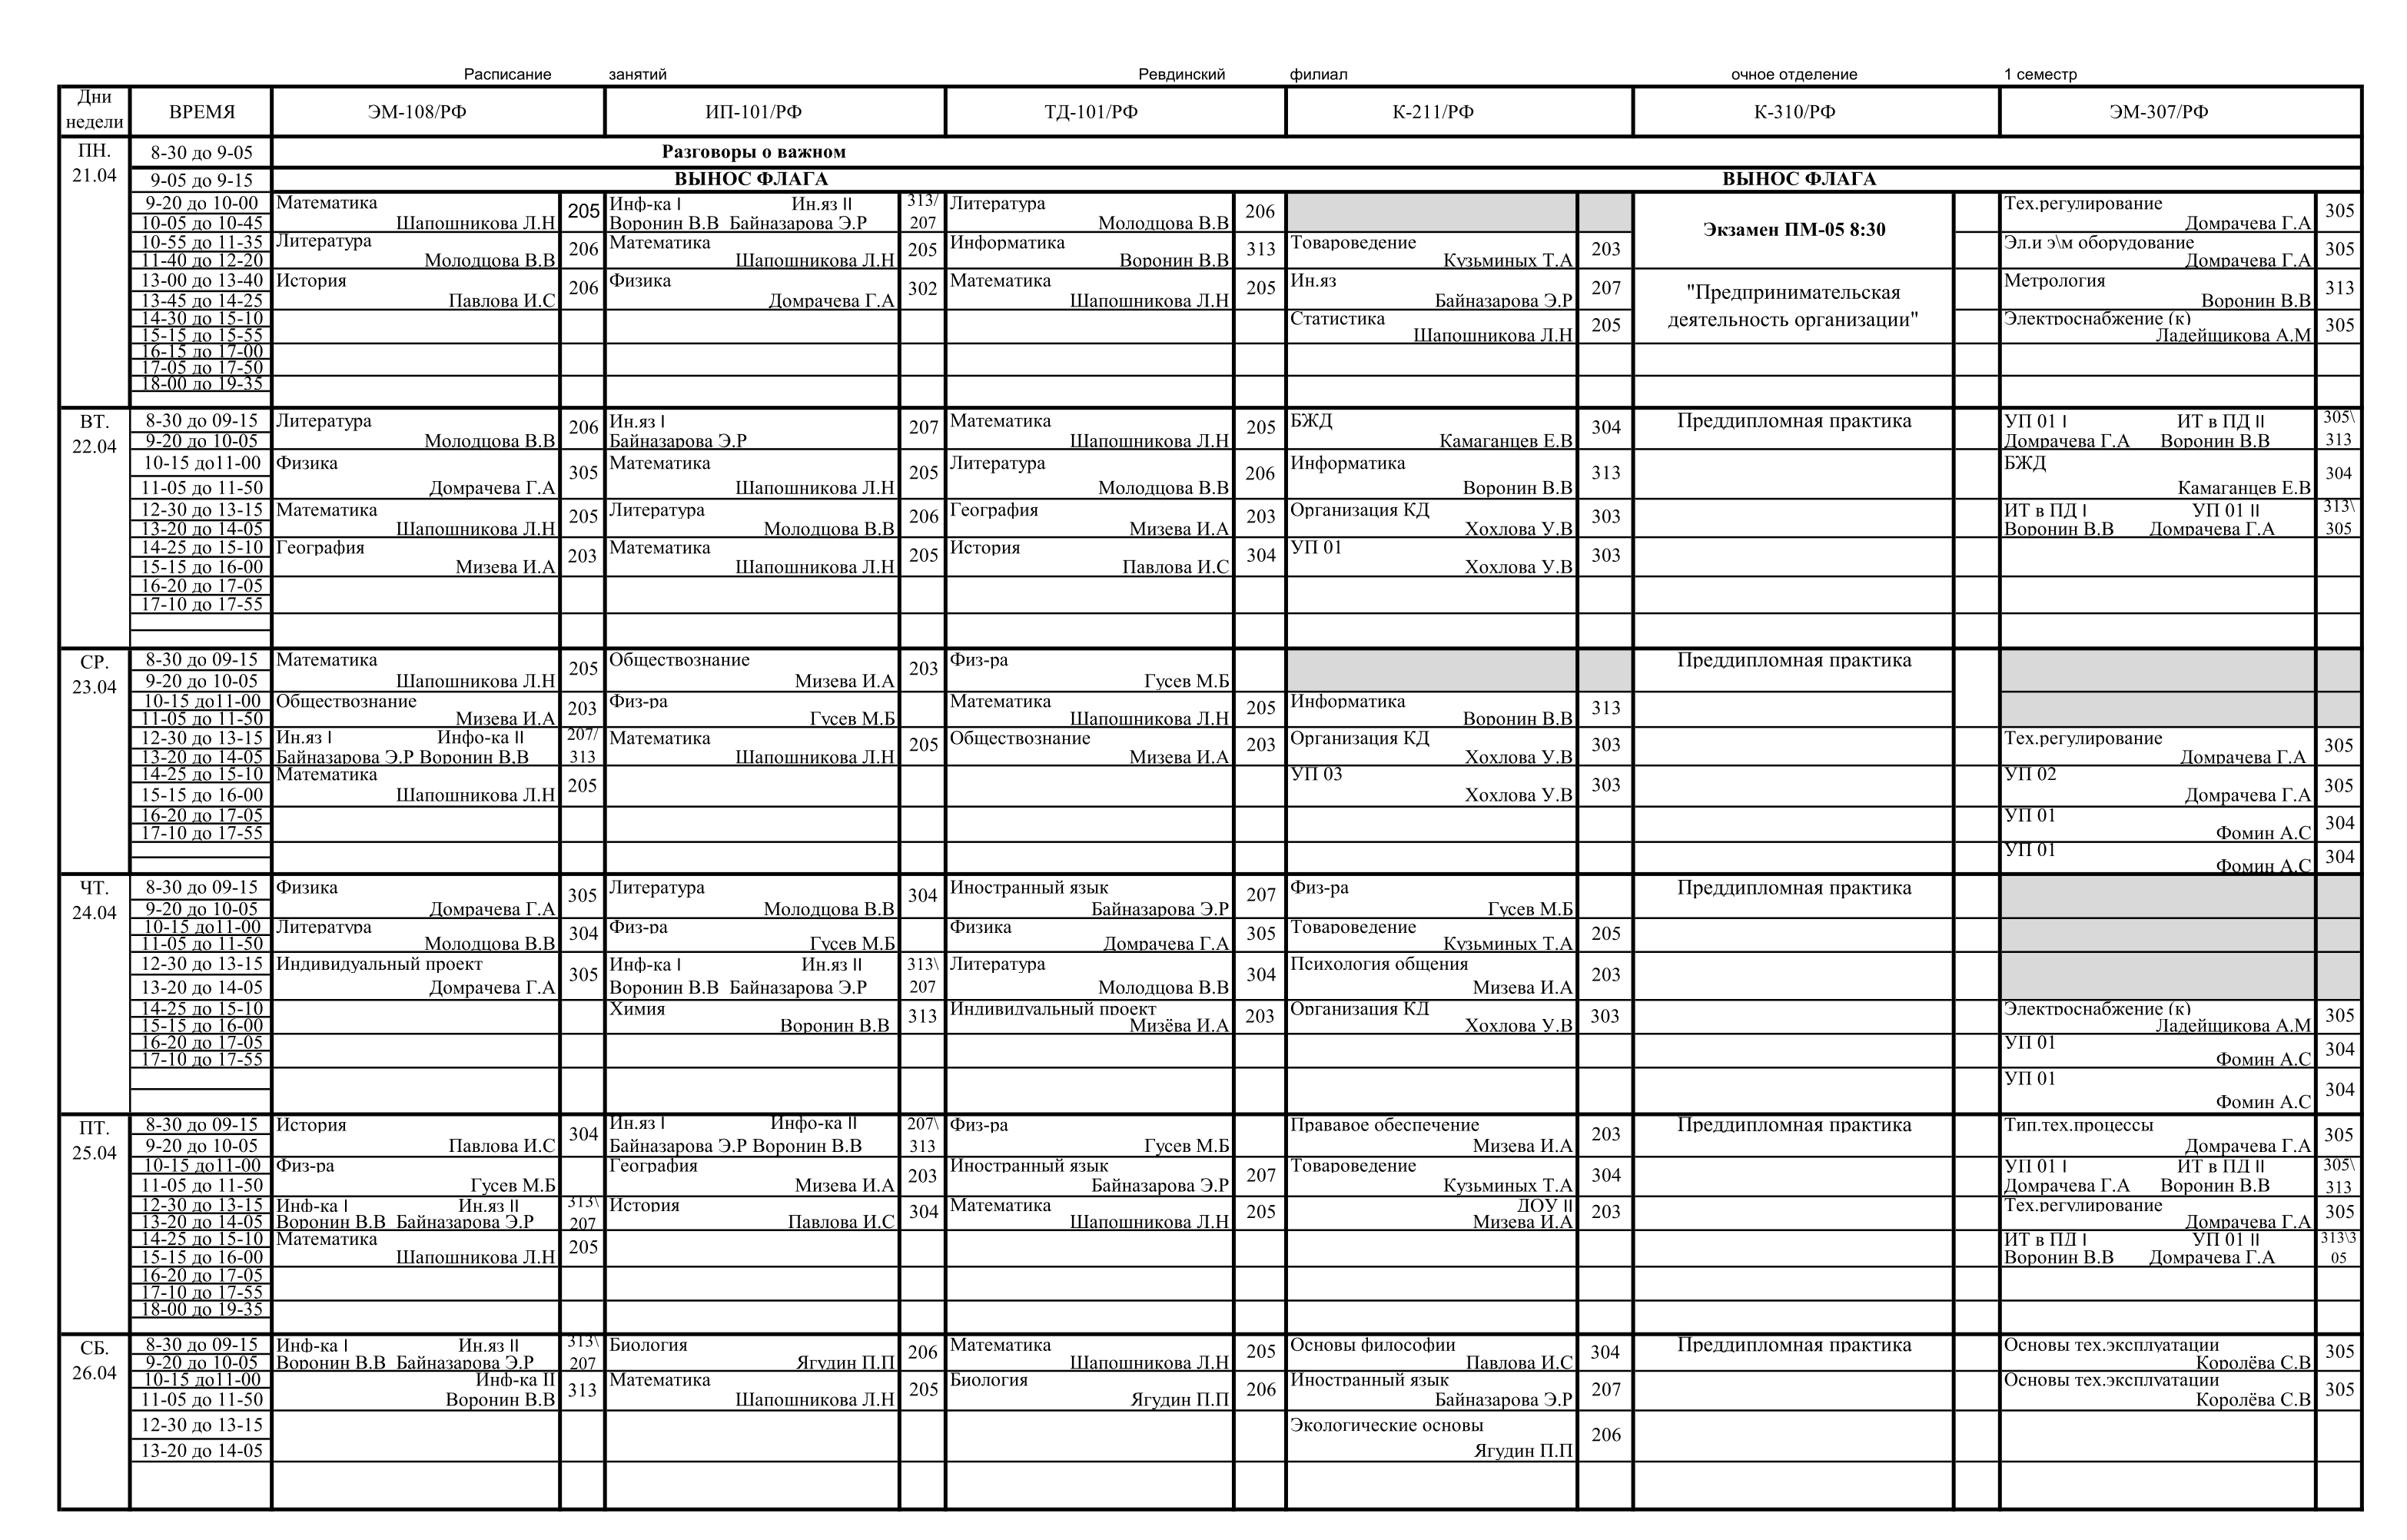 Расписание занятий Ревдинский филиал очное отделение 1 семестр
Дни недели ВРЕМЯ ЭМ-108/РФ ИП-101/РФ ТД-101/РФ К-211/РФ К-310/РФ ЭМ-307/РФ
ПН. 8-30 до 9-05 Разговоры о важном
21.04 9-05 до 9-15 ВЫНОС ФЛАГА ВЫНОС ФЛАГА
9-20 до 10-00 Математика 205 Инф-ка I Ин.яз II 313/ Литература 206 Экзамен ПМ-05 8:30 Тех.регулирование 305
10-05 до 10-45 Шапошникова Л.Н Воронин В.В Байназарова Э.Р 207 Молодцова В.В Домрачева Г.А
10-55 до 11-35 Литература 206 Математика 205 Информатика 313 Товароведение 203 Эл.и э\м оборудование 305
11-40 до 12-20 Молодцова В.В Шапошникова Л.Н Воронин В.В Кузьминых Т.А Домрачева Г.А
13-00 до 13-40 История 206 Физика 302 Математика 205 Ин.яз 207 "Предпринимательская Метрология 313
13-45 до 14-25 Павлова И.С Домрачева Г.А Шапошникова Л.Н Байназарова Э.Р Воронин В.В
14-30 до 15-10 Статистика 205 деятельность организации" Электроснабжение (к) 305
15-15 до 15-55 Шапошникова Л.Н Ладейщикова А.М
16-15 до 17-00
17-05 до 17-50
18-00 до 19-35
ВТ. 8-30 до 09-15 Литература 206 Ин.яз I 207 Математика 205 БЖД 304 Преддипломная практика УП 01 I ИТ в ПД II 305\
22.04 9-20 до 10-05 Молодцова В.В Байназарова Э.Р Шапошникова Л.Н Камаганцев Е.В Домрачева Г.А Воронин В.В 313
10-15 до11-00 Физика 305 Математика 205 Литература 206 Информатика 313 БЖД 304
11-05 до 11-50 Домрачева Г.А Шапошникова Л.Н Молодцова В.В Воронин В.В Камаганцев Е.В
12-30 до 13-15 Математика 205 Литература 206 География 203 Организация КД 303 ИТ в ПД I УП 01 II 313\
13-20 до 14-05 Шапошникова Л.Н Молодцова В.В Мизева И.А Хохлова У.В Воронин В.В Домрачева Г.А 305
14-25 до 15-10 География 203 Математика 205 История 304 УП 01 303
15-15 до 16-00 Мизева И.А Шапошникова Л.Н Павлова И.С Хохлова У.В
16-20 до 17-05
17-10 до 17-55
СР. 8-30 до 09-15 Математика 205 Обществознание 203 Физ-ра Преддипломная практика
23.04 9-20 до 10-05 Шапошникова Л.Н Мизева И.А Гусев М.Б
10-15 до11-00 Обществознание 203 Физ-ра Математика 205 Информатика 313
11-05 до 11-50 Мизева И.А Гусев М.Б Шапошникова Л.Н Воронин В.В
12-30 до 13-15 Ин.яз I Инфо-ка II 207/ Математика 205 Обществознание 203 Организация КД 303 Тех.регулирование 305
13-20 до 14-05 Байназарова Э.Р Воронин В.В 313 Шапошникова Л.Н Мизева И.А Хохлова У.В Домрачева Г.А
14-25 до 15-10 Математика 205 УП 03 303 УП 02 305
15-15 до 16-00 Шапошникова Л.Н Хохлова У.В Домрачева Г.А
16-20 до 17-05 УП 01 304
17-10 до 17-55 Фомин А.С
УП 01 304
Фомин А.С
ЧТ. 8-30 до 09-15 Физика 305 Литература 304 Иностранный язык 207 Физ-ра Преддипломная практика
24.04 9-20 до 10-05 Домрачева Г.А Молодцова В.В Байназарова Э.Р Гусев М.Б
10-15 до11-00 Литература 304 Физ-ра Физика 305 Товароведение 205
11-05 до 11-50 Молодцова В.В Гусев М.Б Домрачева Г.А Кузьминых Т.А
12-30 до 13-15 Индивидуальный проект 305 Инф-ка I Ин.яз II 313\ Литература 304 Психология общения 203
13-20 до 14-05 Домрачева Г.А Воронин В.В Байназарова Э.Р 207 Молодцова В.В Мизева И.А
14-25 до 15-10 Химия 313 Индивидуальный проект 203 Организация КД 303 Электроснабжение (к) 305
15-15 до 16-00 Воронин В.В Мизёва И.А Хохлова У.В Ладейщикова А.М
16-20 до 17-05 УП 01 304
17-10 до 17-55 Фомин А.С
УП 01 304
Фомин А.С
ПТ. 8-30 до 09-15 История 304 Ин.яз I Инфо-ка II 207\ Физ-ра Прававое обеспечение 203 Преддипломная практика Тип.тех.процессы 305
25.04 9-20 до 10-05 Павлова И.С Байназарова Э.Р Воронин В.В 313 Гусев М.Б Мизева И.А Домрачева Г.А
10-15 до11-00 Физ-ра География 203 Иностранный язык 207 Товароведение 304 УП 01 I ИТ в ПД II 305\
11-05 до 11-50 Гусев М.Б Мизева И.А Байназарова Э.Р Кузьминых Т.А Домрачева Г.А Воронин В.В 313
12-30 до 13-15 Инф-ка I Ин.яз II 313\ История 304 Математика 205 ДОУ II 203 Тех.регулирование 305
13-20 до 14-05 Воронин В.В Байназарова Э.Р 207 Павлова И.С Шапошникова Л.Н Мизева И.А Домрачева Г.А
14-25 до 15-10 Математика 205 ИТ в ПД I УП 01 II 313\3
15-15 до 16-00 Шапошникова Л.Н Воронин В.В Домрачева Г.А 05
16-20 до 17-05
17-10 до 17-55
18-00 до 19-35
СБ. 8-30 до 09-15 Инф-ка I Ин.яз II 313\ Биология 206 Математика 205 Основы философии 304 Преддипломная практика Основы тех.эксплуатации 305
26.04 9-20 до 10-05 Воронин В.В Байназарова Э.Р 207 Ягудин П.П Шапошникова Л.Н Павлова И.С Королёва С.В
10-15 до11-00 Инф-ка II 313 Математика 205 Биология 206 Иностранный язык 207 Основы тех.эксплуатации 305
11-05 до 11-50 Воронин В.В Шапошникова Л.Н Ягудин П.П Байназарова Э.Р Королёва С.В
12-30 до 13-15 Экологические основы 206
13-20 до 14-05 Ягудин П.П